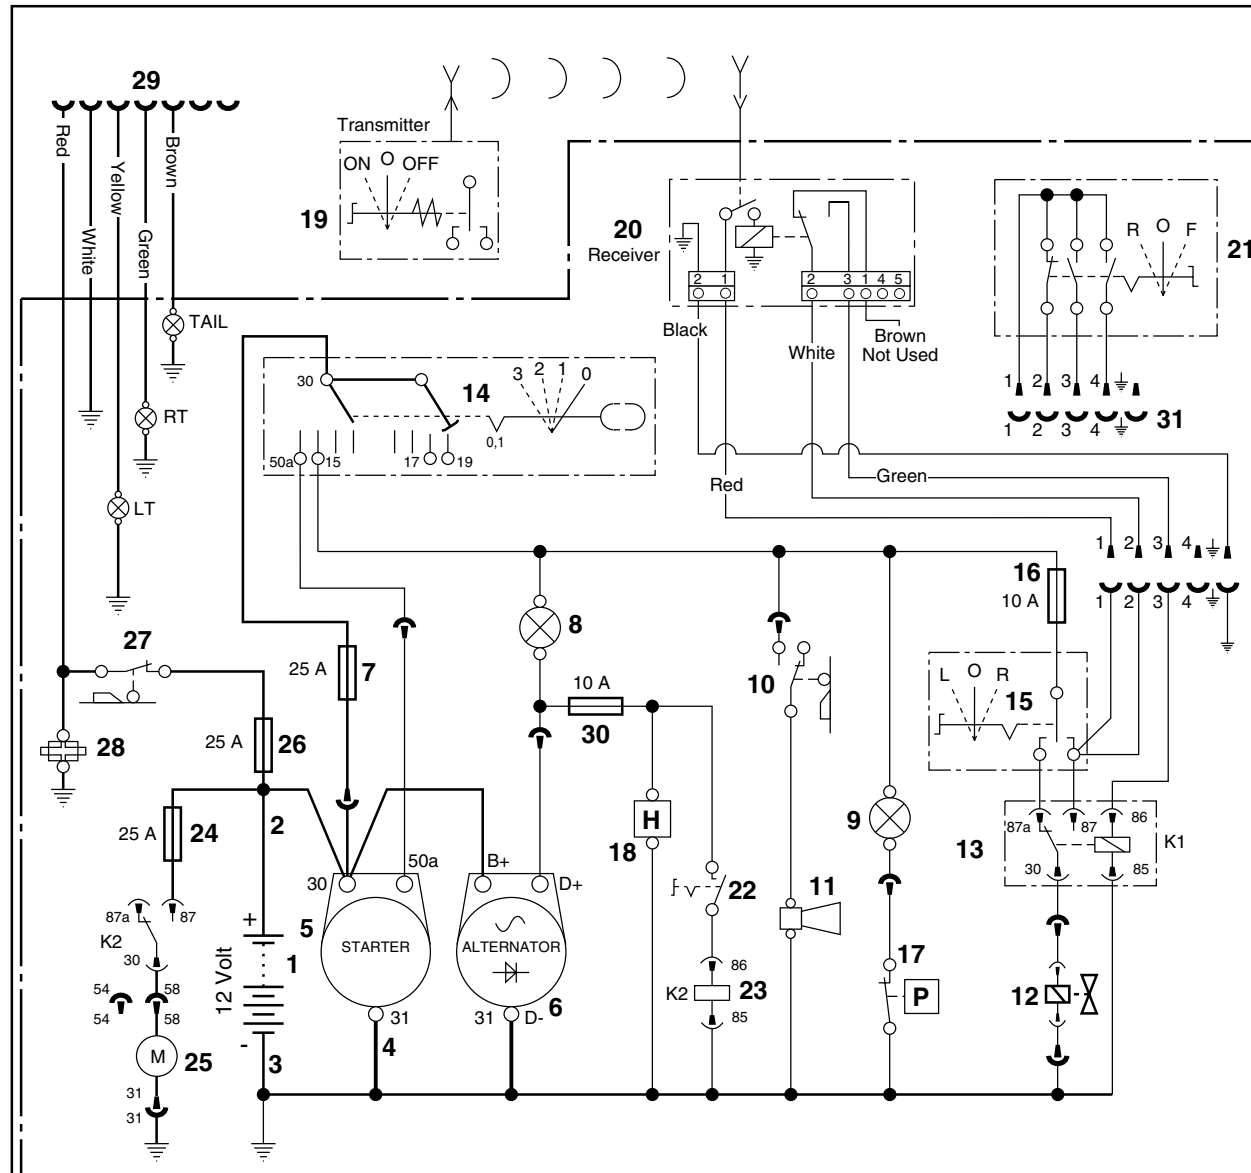 29
Red
White
Yellow
Green
Brown
Transmitter
ON O OFF
19
20
Receiver
2 1
2 3 1 4 5
Black
White
Brown
Not Used
R O F
21
1 2 3 4
1 2 3 4
31
TAIL
RT
LT
30
14
3 2 1 0
0,1
50a 15 17 19
Red
Green
1 2 3 4
1 2 3 4
16
10 A
27
25 A
7
8
10 A
30
10
L O R
15
28
25 A
26
25 A
24
2
H
18
9
87a 87 86
13
K1
30 85
50a
30
B+
D+
5
STARTER
ALTERNATOR
6
22
11
87a 87
K2
30
54 58
54 58
M
25
31
31
+
12 Volt
1
-
3
31
4
31 D-
86
K2
23
85
17
P
12